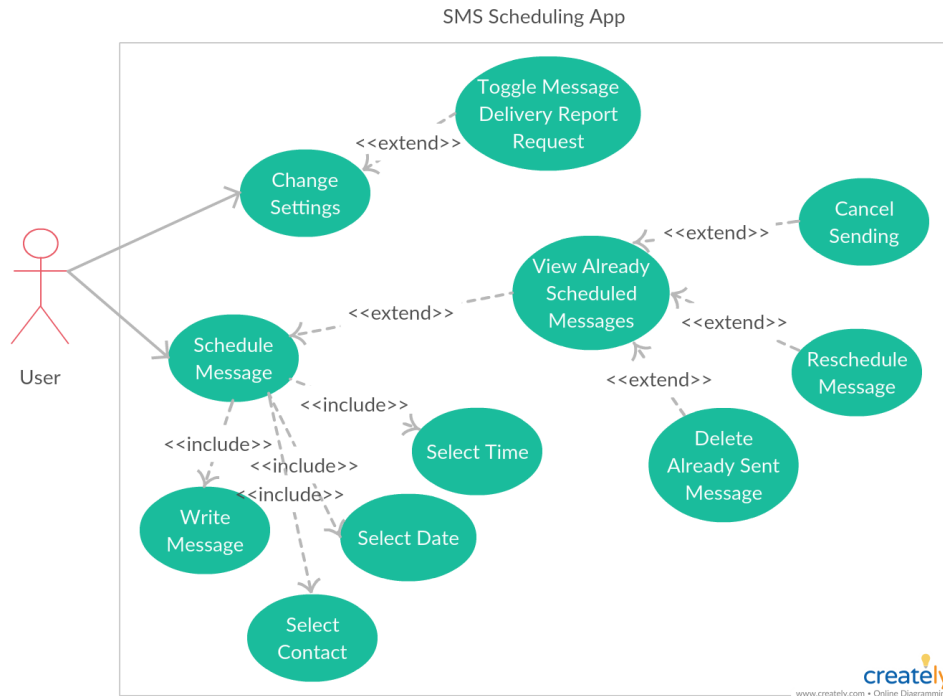 SMS Scheduling App
Toggle Message
Delivery Report
Request
<<extend>>
Change
Settings
Cancel
Sending
<<extend>>
View Already
Scheduled
Messages
<<extend>>
<<extend>>
Schedule
Message
Reschedule
Message
User
<<extend>>
<<include>>
<<include>>
Select Time
Delete
Already Sent
Message
<<include>>
<<include>>
Write
Message
Select Date
Select
Contact
creately
www.creately.com • Online Diagramming